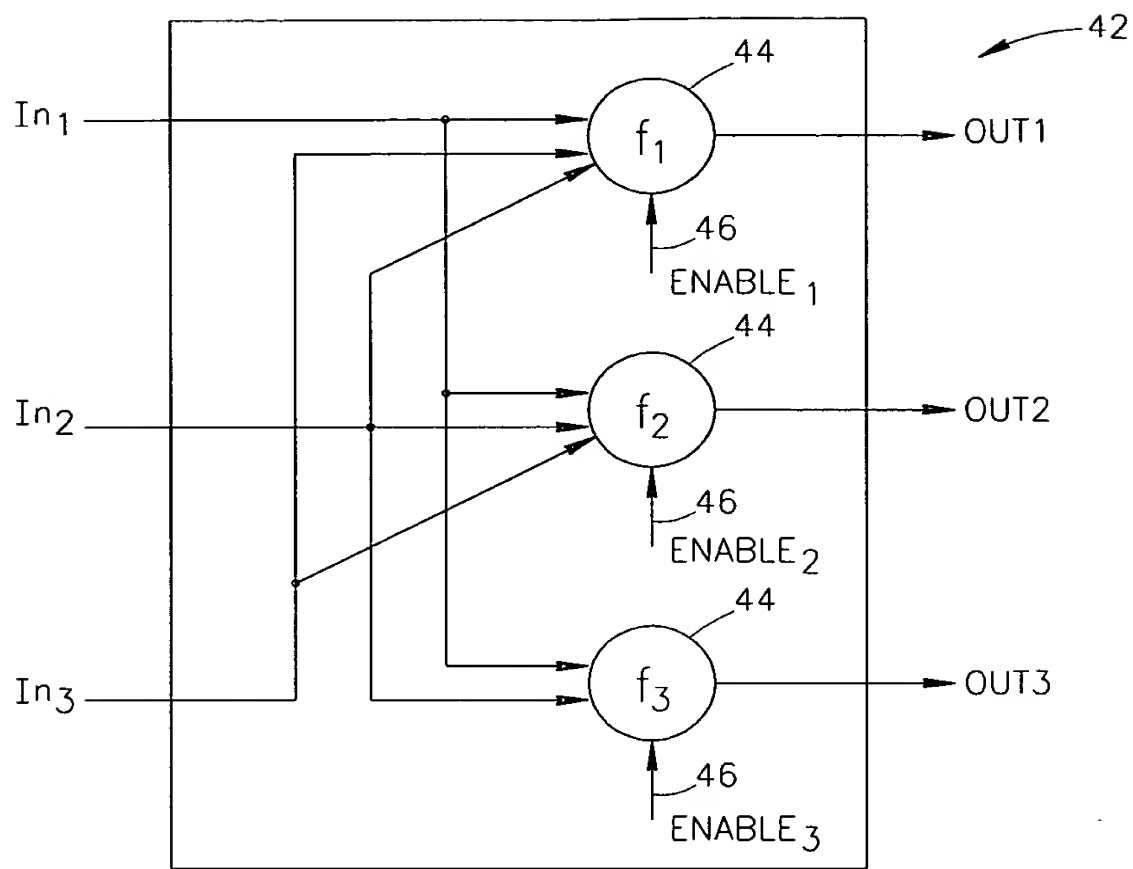 42
44
In1
f1
OUT1
46
ENABLE1
44
In2
f2
OUT2
46
ENABLE2
44
In3
f3
OUT3
46
ENABLE3